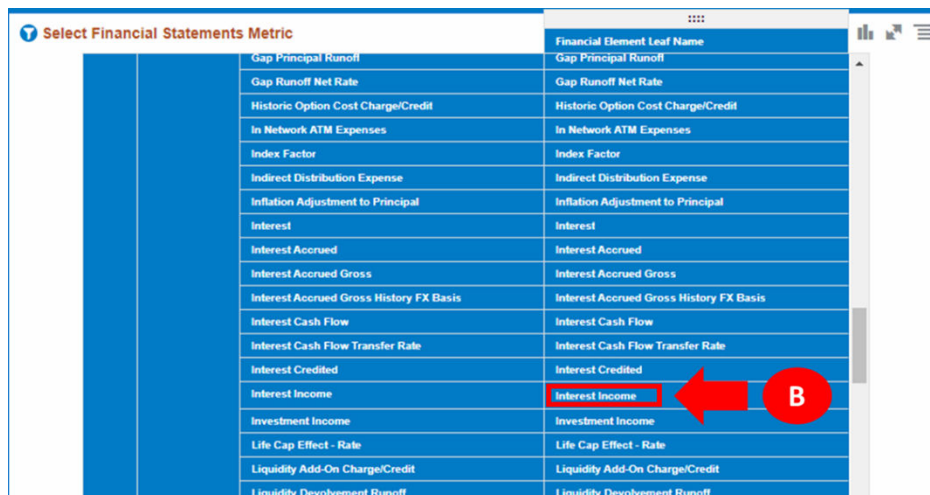 Select Financial Statements Metric
Financial Element Leaf Name
Gap Principal Runoff Gap Principal Runoff
Gap Runoff Net Rate Gap Runoff Net Rate
Historic Option Cost Charge/Credit Historic Option Cost Charge/Credit
In Network ATM Expenses In Network ATM Expenses
Index Factor Index Factor
Indirect Distribution Expense Indirect Distribution Expense
Inflation Adjustment to Principal Inflation Adjustment to Principal
Interest Interest
Interest Accrued Interest Accrued
Interest Accrued Gross Interest Accrued Gross
Interest Accrued Gross History FX Basis Interest Accrued Gross History FX Basis
Interest Cash Flow Interest Cash Flow
Interest Cash Flow Transfer Rate Interest Cash Flow Transfer Rate
Interest Credited Interest Credited
Interest Income Interest Income B
Investment Income Investment Income
Life Cap Effect - Rate Life Cap Effect - Rate
Liquidity Add-On Charge/Credit Liquidity Add-On Charge/Credit
Liquidity Devolvement Runoff Liquidity Devolvement Runoff